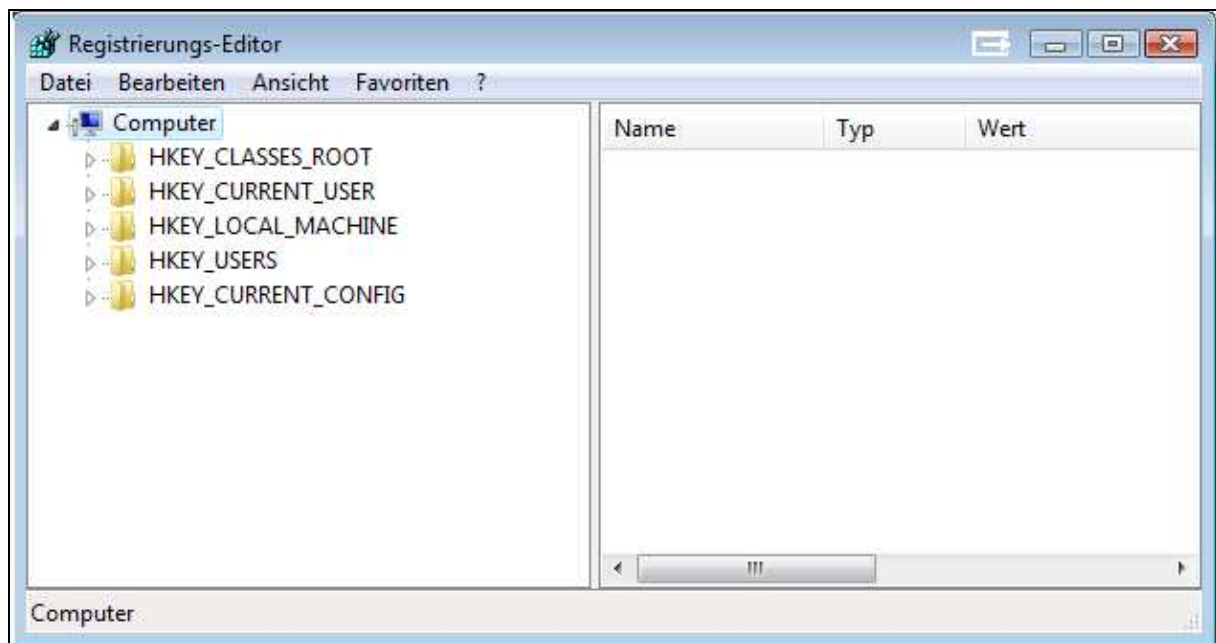 Registrierungs-Editor
Datei Bearbeiten Ansicht Favoriten ?
Computer
HKEY_CLASSES_ROOT
HKEY_CURRENT_USER
HKEY_LOCAL_MACHINE
HKEY_USERS
HKEY_CURRENT_CONFIG
Name Typ Wert
Computer